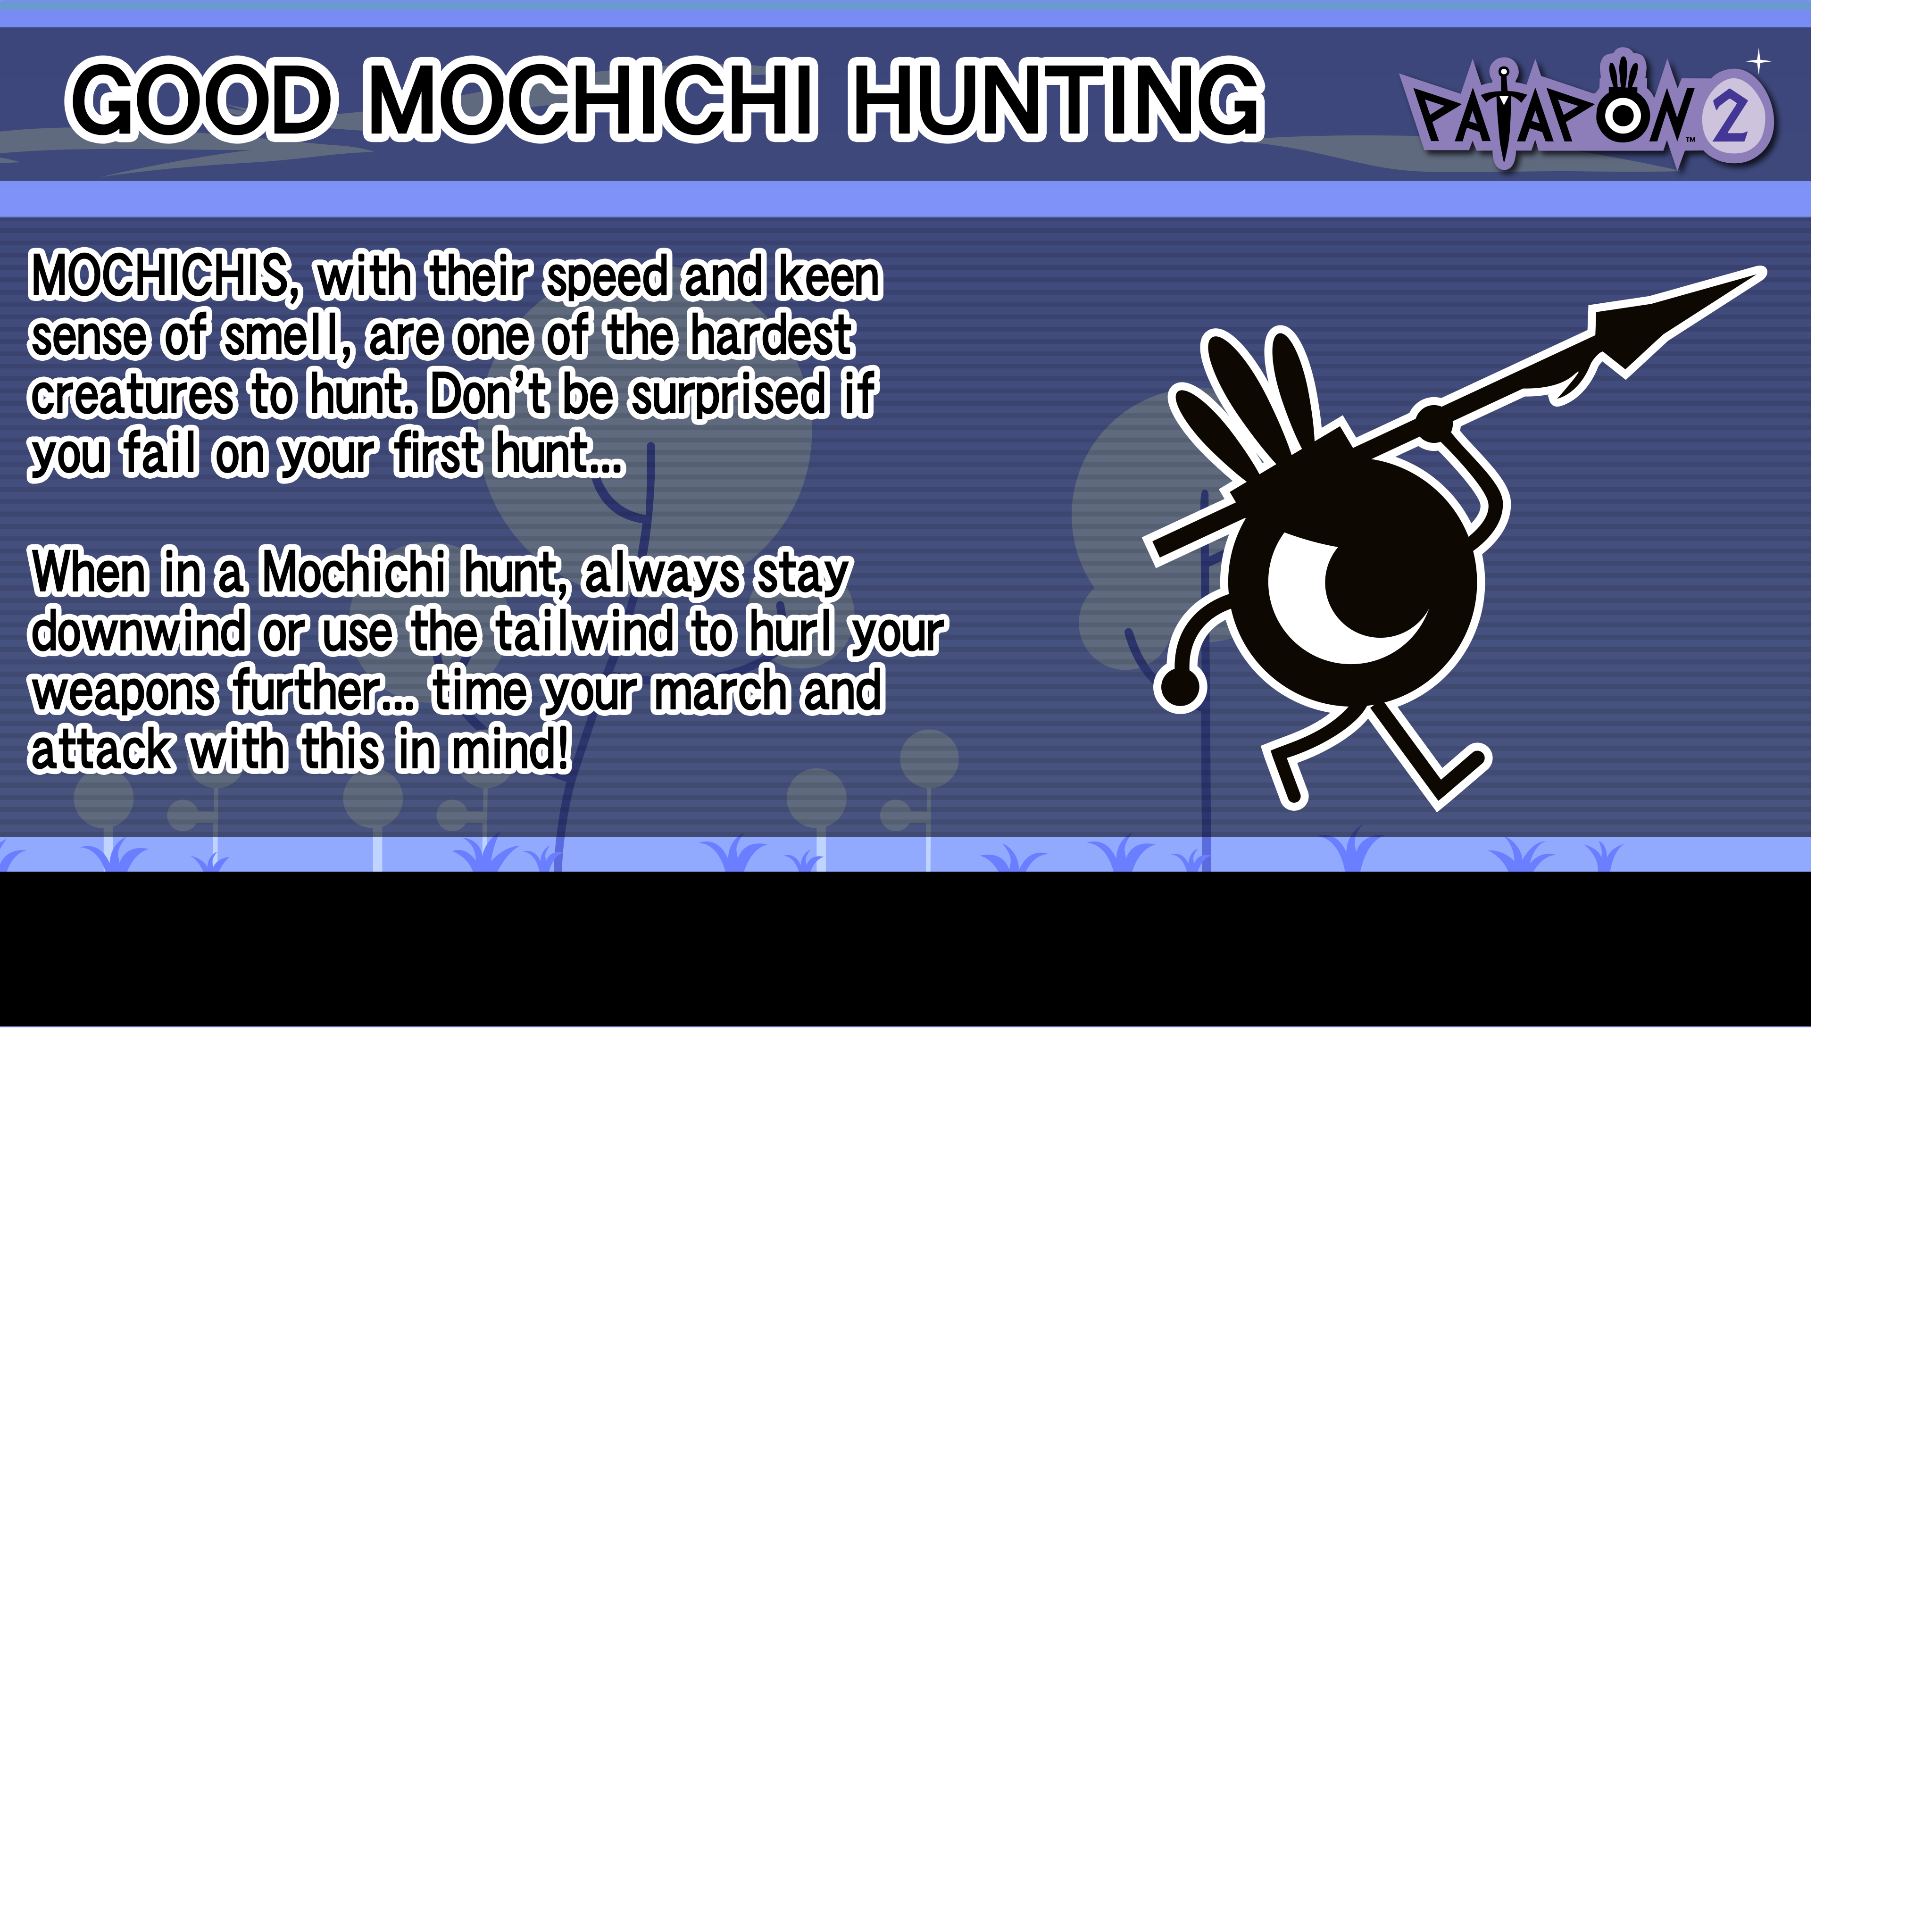 GOOD MOCHICHI HUNTING
PATAPON™ 2
MOCHICHIS, with their speed and keen
sense of smell, are one of the hardest
creatures to hunt. Don't be surprised if
you fail on your first hunt...
When in a Mochichi hunt, always stay
downwind or use the tailwind to hurl your
weapons further... time your march and
attack with this in mind!